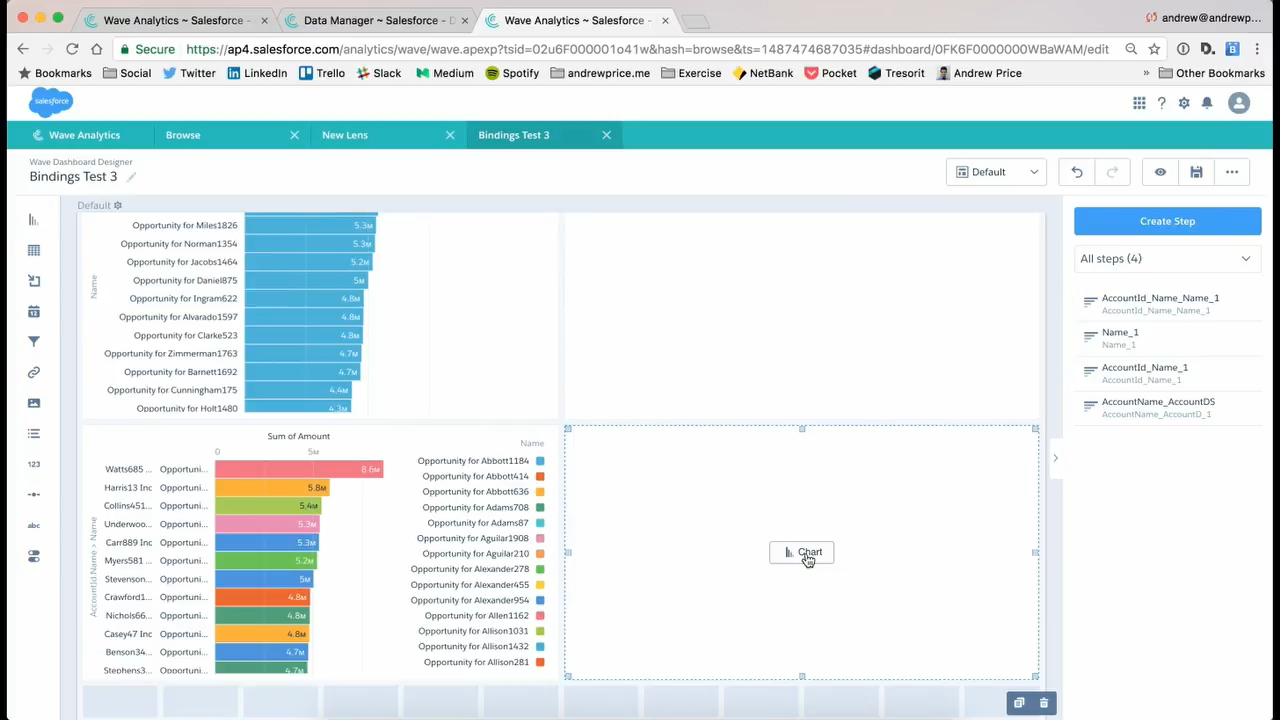 Wave Analytics ~ Salesforce -
Data Manager ~ Salesforce - D
Wave Analytics ~ Salesforce -
andrew@andrewp...
Secure
https://ap4.salesforce.com/analytics/wave/wave.apexp?tsid=02u6F000001o41w&hash=browse&ts=1487474687035#dashboard/0FK6F0000000WBaWAM/edit
Bookmarks
Social
Twitter
LinkedIn
Trello
Slack
Medium
Spotify
andrewprice.me
Exercise
NetBank
Pocket
Tresorit
Andrew Price
»
Other Bookmarks
salesforce
Wave Analytics
Browse
New Lens
Bindings Test 3
Wave Dashboard Designer
Bindings Test 3
Default
Default
Name
Opportunity for Miles1826 5.3M
Opportunity for Norman1354 5.3M
Opportunity for Jacobs1464 5.2M
Opportunity for Daniel875 5M
Opportunity for Ingram622 4.8M
Opportunity for Alvarado1597 4.8M
Opportunity for Clarke523 4.8M
Opportunity for Zimmerman1763 4.7M
Opportunity for Barnett1692 4.7M
Opportunity for Cunningham175 4.4M
Opportunity for Holt1480 4.3M
Sum of Amount
0 5M
AccountId.Name > Name
Watts685 ... Opportuni... 8.6M
Harris13 Inc Opportuni... 5.8M
Collins451... Opportuni... 5.4M
Underwoo... Opportuni... 5.3M
Carr889 Inc Opportuni... 5.3M
Myers581 ... Opportuni... 5.2M
Stevenson... Opportuni... 5M
Crawford1... Opportuni... 4.8M
Nichols66... Opportuni... 4.8M
Casey47 Inc Opportuni... 4.8M
Benson34... Opportuni... 4.7M
Stephens3... Opportuni... 4.7M
Name
Opportunity for Abbott1184
Opportunity for Abbott414
Opportunity for Abbott636
Opportunity for Adams708
Opportunity for Adams87
Opportunity for Aguilar1908
Opportunity for Aguilar210
Opportunity for Alexander278
Opportunity for Alexander455
Opportunity for Alexander954
Opportunity for Allen1162
Opportunity for Allison1031
Opportunity for Allison1432
Opportunity for Allison281
Chart
123
abc
12
Create Step
All steps (4)
AccountId_Name_Name_1
AccountId_Name_Name_1
Name_1
Name_1
AccountId_Name_1
AccountId_Name_1
AccountName_AccountDS
AccountName_AccountD_1